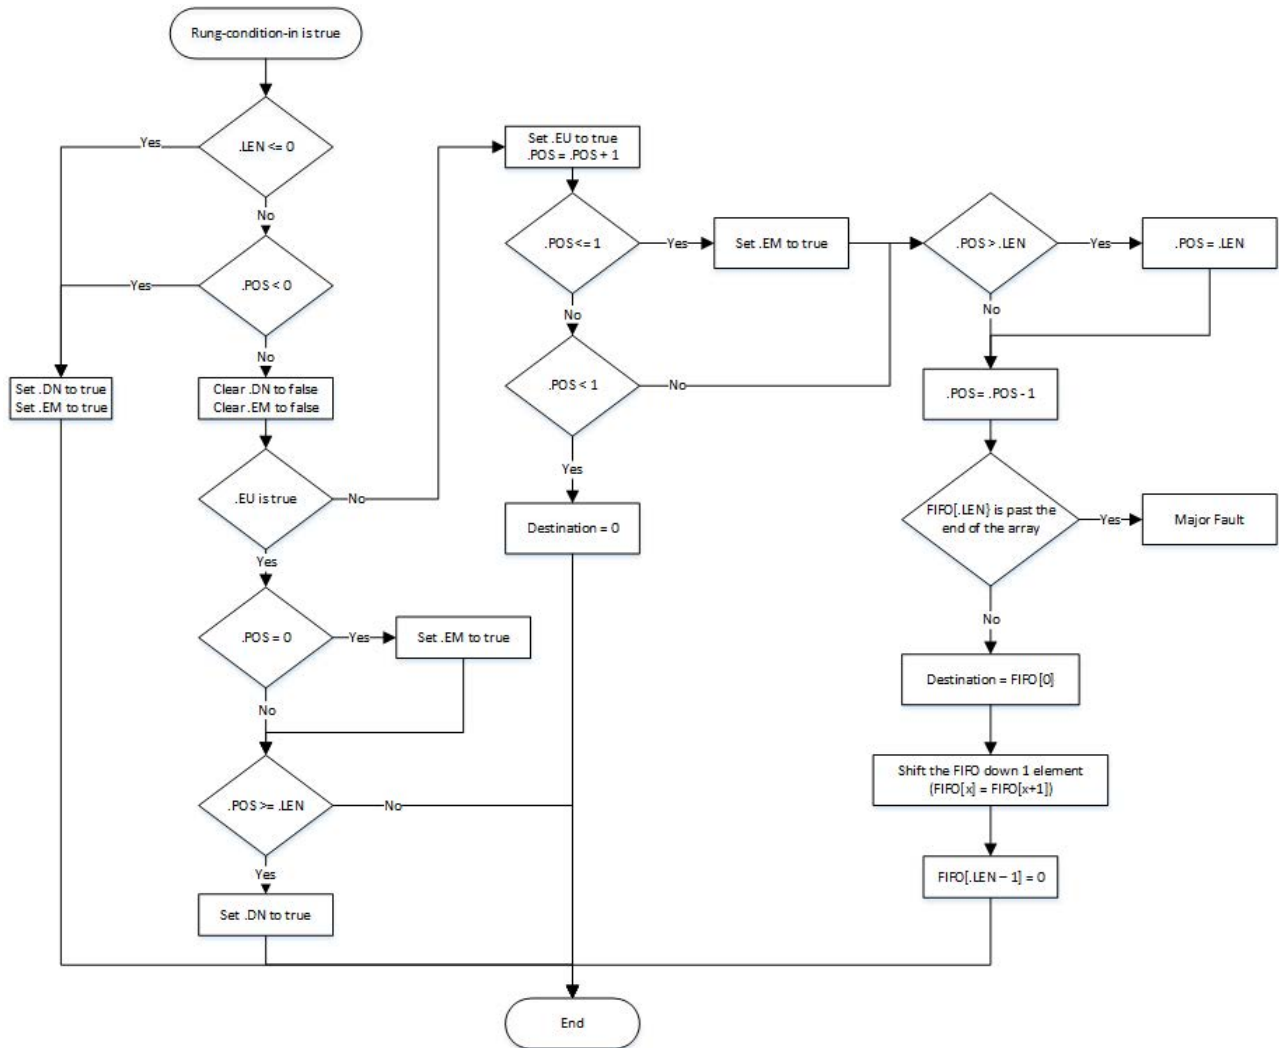 Rung-condition-in is true
.LEN <= 0
Yes
No
.POS < 0
Yes
No
Set .DN to true
Set .EM to true
Clear .DN to false
Clear .EM to false
.EU is true
No
Yes
.POS = 0
Yes
Set .EM to true
No
.POS >= .LEN
No
Yes
Set .DN to true
Set .EU to true
.POS = .POS + 1
.POS <= 1
Yes
Set .EM to true
No
.POS < 1
No
Yes
Destination = 0
.POS > .LEN
Yes
.POS = .LEN
No
.POS = .POS - 1
FIFO[.LEN} is past the
end of the array
Yes
Major Fault
No
Destination = FIFO[0]
Shift the FIFO down 1 element
(FIFO[x] = FIFO[x+1])
FIFO[.LEN – 1] = 0
End